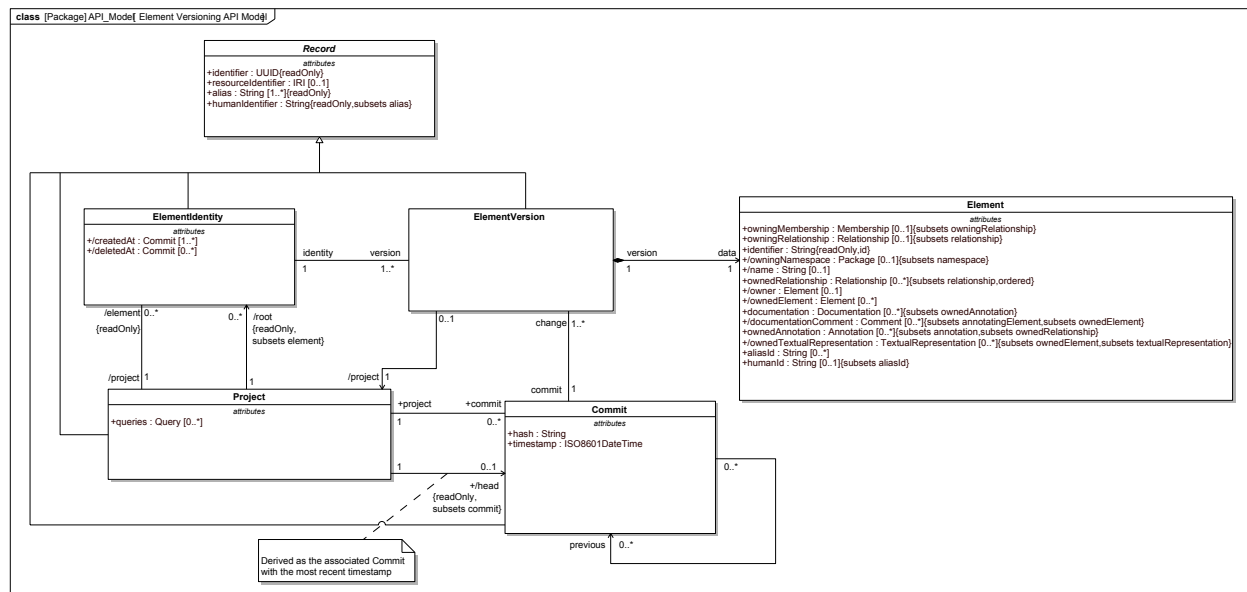 class [Package] API_Model[ Element Versioning API Model]
Record
attributes
+identifier : UUID{readOnly}
+resourceIdentifier : IRI [0..1]
+alias : String [1..*]{readOnly}
+humanIdentifier : String{readOnly,subsets alias}
ElementIdentity
attributes
+/createdAt : Commit [1..*]
+/deletedAt : Commit [0..*]
identity
1
version
1..*
ElementVersion
version
1
data
1
Element
attributes
+owningMembership : Membership [0..1]{subsets owningRelationship}
+owningRelationship : Relationship [0..1]{subsets relationship}
+identifier : String{readOnly,id}
+/owningNamespace : Package [0..1]{subsets namespace}
+/name : String [0..1]
+ownedRelationship : Relationship [0..*]{subsets relationship,ordered}
+/owner : Element [0..1]
+/ownedElement : Element [0..*]
+documentation : Documentation [0..*]{subsets ownedAnnotation}
+/documentationComment : Comment [0..*]{subsets annotatingElement,subsets ownedElement}
+ownedAnnotation : Annotation [0..*]{subsets annotation,subsets ownedRelationship}
+/ownedTextualRepresentation : TextualRepresentation [0..*]{subsets ownedElement,subsets textualRepresentation}
+aliasId : String [0..*]
+humanId : String [0..1]{subsets aliasId}
/element
0..*
{readOnly}
0..*
/root
{readOnly,
subsets element}
0..1
change
1..*
/project
1
1
/project
1
commit
1
Project
attributes
+queries : Query [0..*]
+project
1
+commit
0..*
1
0..1
+/head
{readOnly,
subsets commit}
Commit
attributes
+hash : String
+timestamp : ISO8601DateTime
0..*
previous
0..*
Derived as the associated Commit
with the most recent timestamp